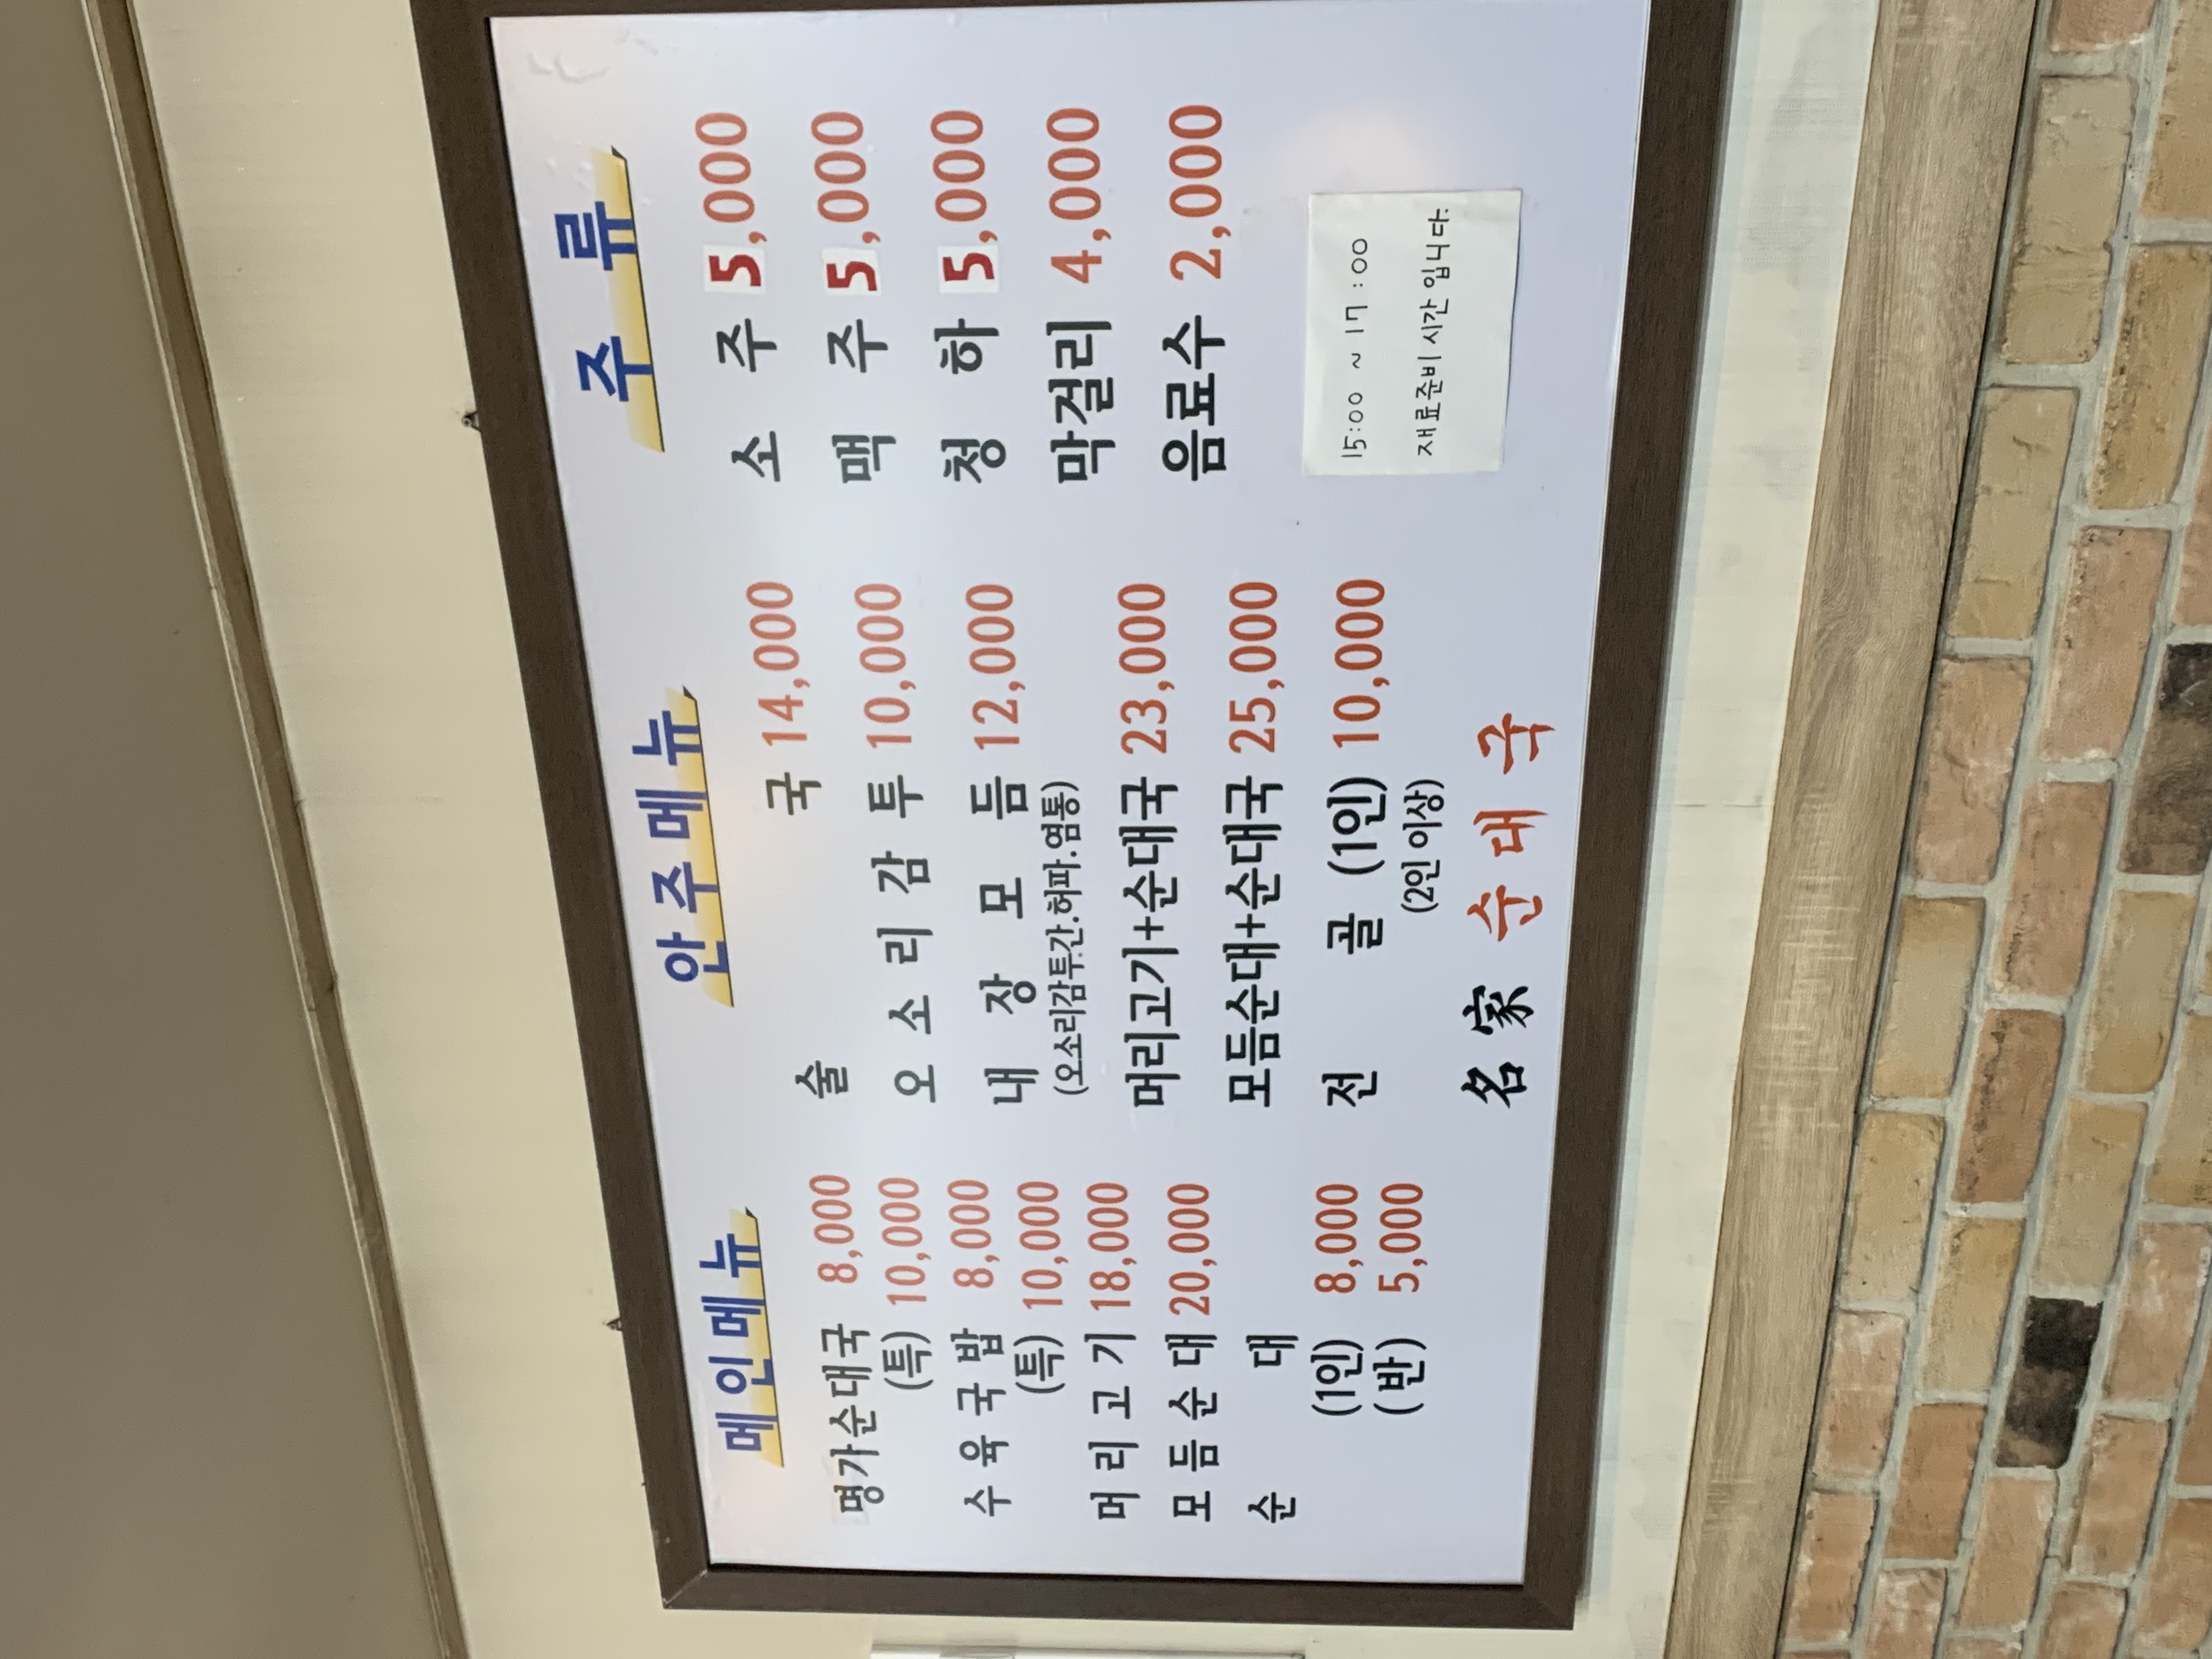 메인메뉴
명가순대국 8,000
(특) 10,000
수육국밥 8,000
(특) 10,000
머리고기 18,000
모듬순대 20,000
순대
(1인) 8,000
(반) 5,000
안주메뉴
술국 14,000
오소리감투 10,000
내장모듬 12,000
(오소리감투간.허파.염통)
머리고기+순대국 23,000
모듬순대+순대국 25,000
전골 (1인) 10,000
(2인 이상)
名家 순대국
주류
소주 5,000
맥주 5,000
청하 5,000
막걸리 4,000
음료수 2,000
15:00 ~ 17:00
재료준비 시간 입니다.